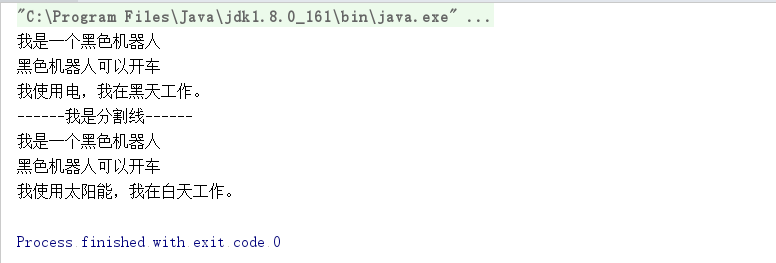 "C:\Program Files\Java\jdk1.8.0_161\bin\java.exe" ...
我是一个黑色机器人
黑色机器人可以开车
我使用电，我在黑天工作。
------我是分割线------
我是一个黑色机器人
黑色机器人可以开车
我使用太阳能，我在白天工作。
Process finished with exit code 0